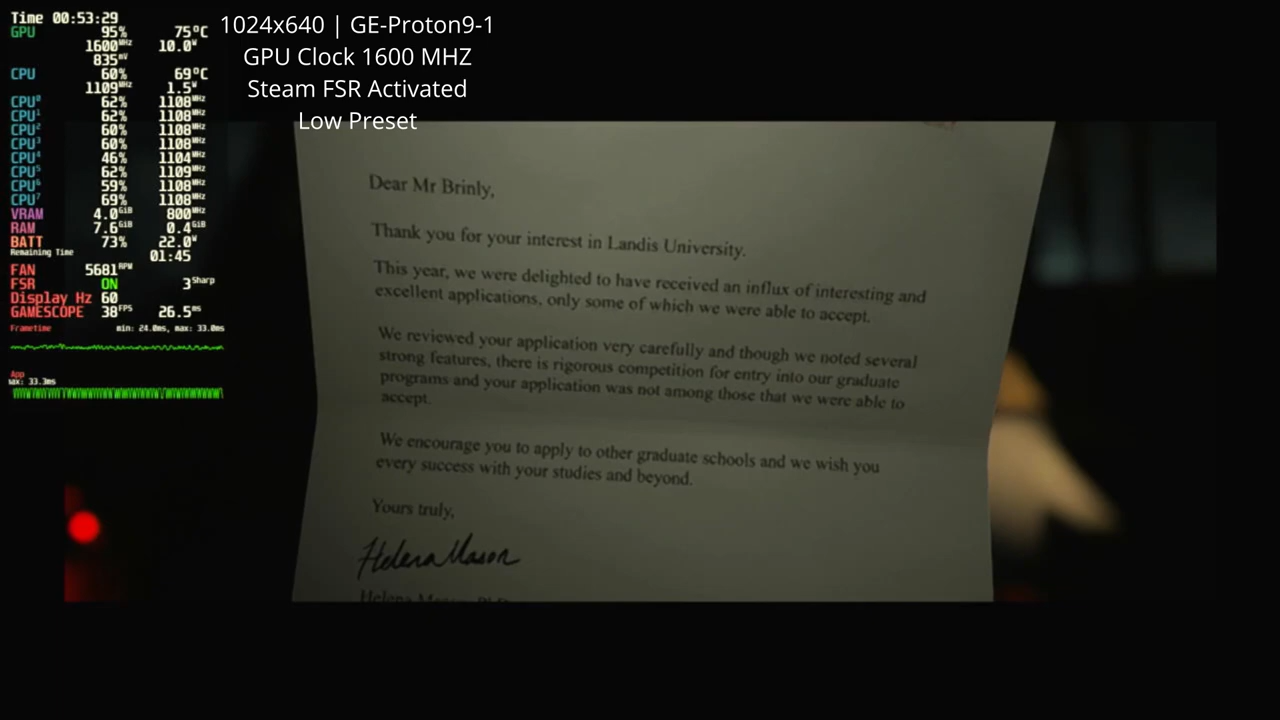 Time 00:53:29
GPU 95% 75°C
1600MHz 10.0W
835mV
CPU 60% 69°C
1109MHz 1.5W
CPU0 62% 1108MHz
CPU1 62% 1108MHz
CPU2 60% 1108MHz
CPU3 60% 1108MHz
CPU4 46% 1104MHz
CPU5 62% 1109MHz
CPU6 59% 1108MHz
CPU7 69% 1108MHz
VRAM 4.0GiB 800MHz
RAM 7.6GiB 0.4GiB
BATT 73% 22.0W
Remaining Time 01:45
FAN 5681RPM
FSR ON 3Sharp
Display Hz 60
GAMESCOPE 38FPS 26.5ms
Frametime min: 24.0ms, max: 33.0ms
App
max: 33.3ms
1024x640 | GE-Proton9-1
GPU Clock 1600 MHZ
Steam FSR Activated
Low Preset
Dear Mr Brinly,
Thank you for your interest in Landis University.
This year, we were delighted to have received an influx of interesting and
excellent applications, only some of which we were able to accept.
We reviewed your application very carefully and though we noted several
strong features, there is rigorous competition for entry into our graduate
programs and your application was not among those that we were able to
accept.
We encourage you to apply to other graduate schools and we wish you
every success with your studies and beyond.
Yours truly,
Helena Mason
Helena Mason, PhD